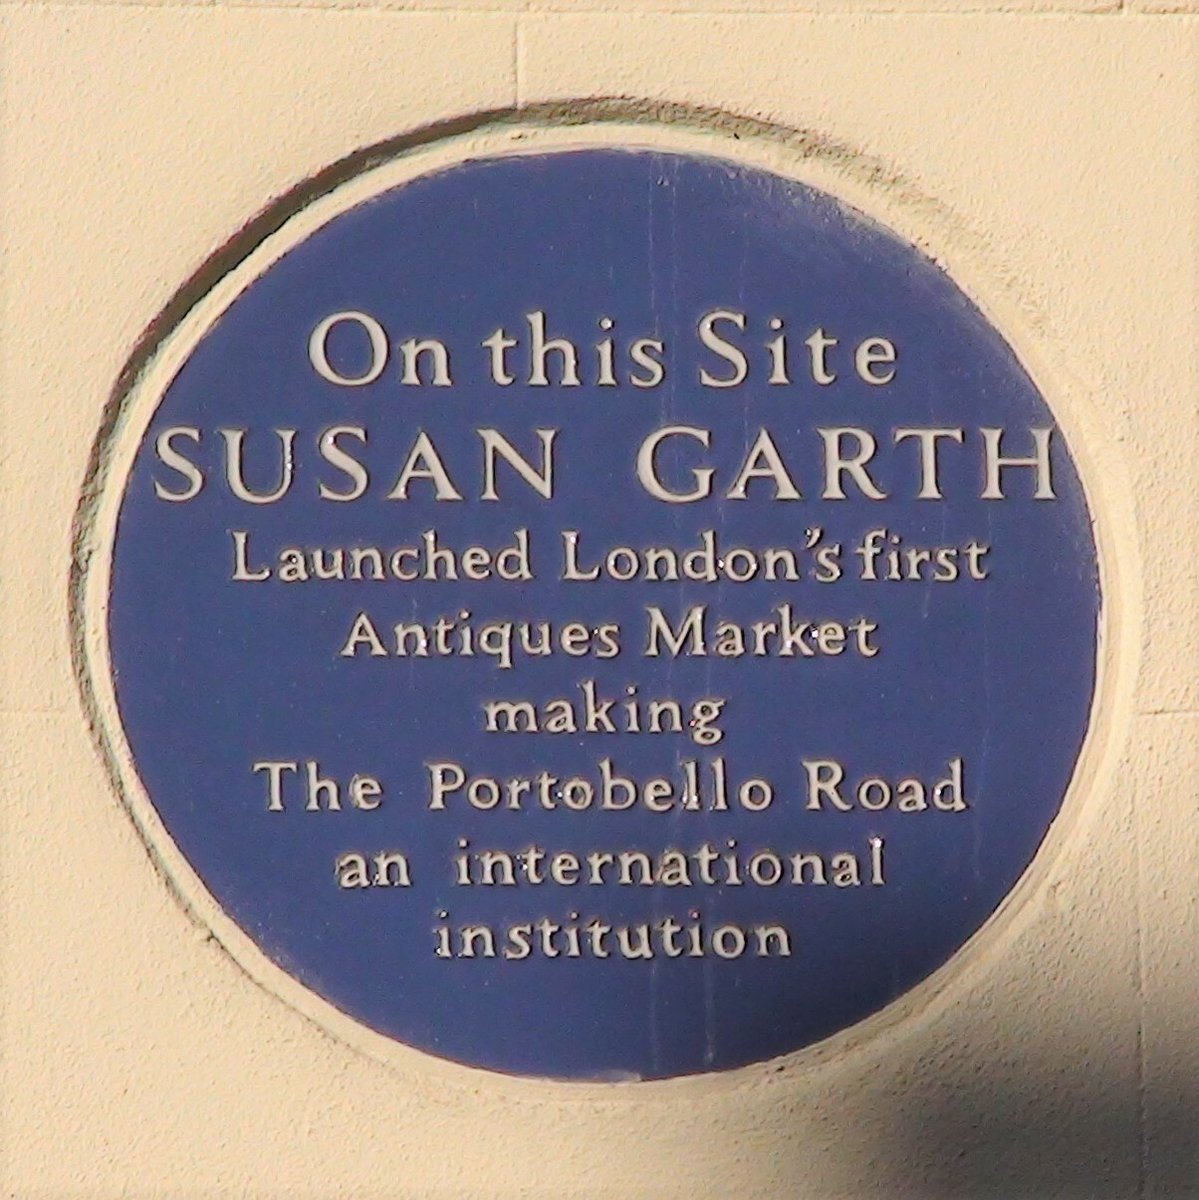 On this Site
SUSAN GARTH
Launched London's first
Antiques Market
making
The Portobello Road
an international
institution